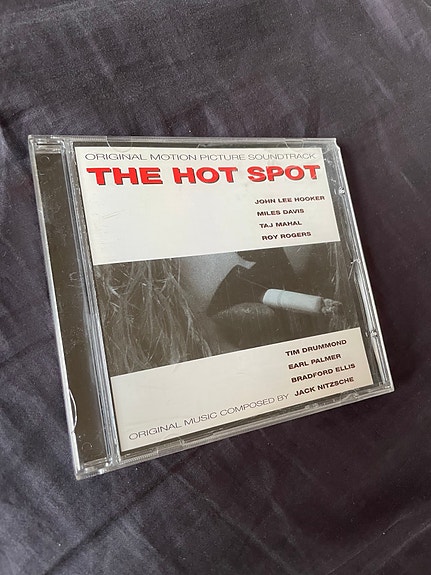 ORIGINAL MOTION PICTURE SOUNDTRACK
THE HOT SPOT
JOHN LEE HOOKER
MILES DAVIS
TAJ MAHAL
ROY ROGERS
TIM DRUMMOND
EARL PALMER
BRADFORD ELLIS
ORIGINAL MUSIC COMPOSED BY JACK NITZSCHE